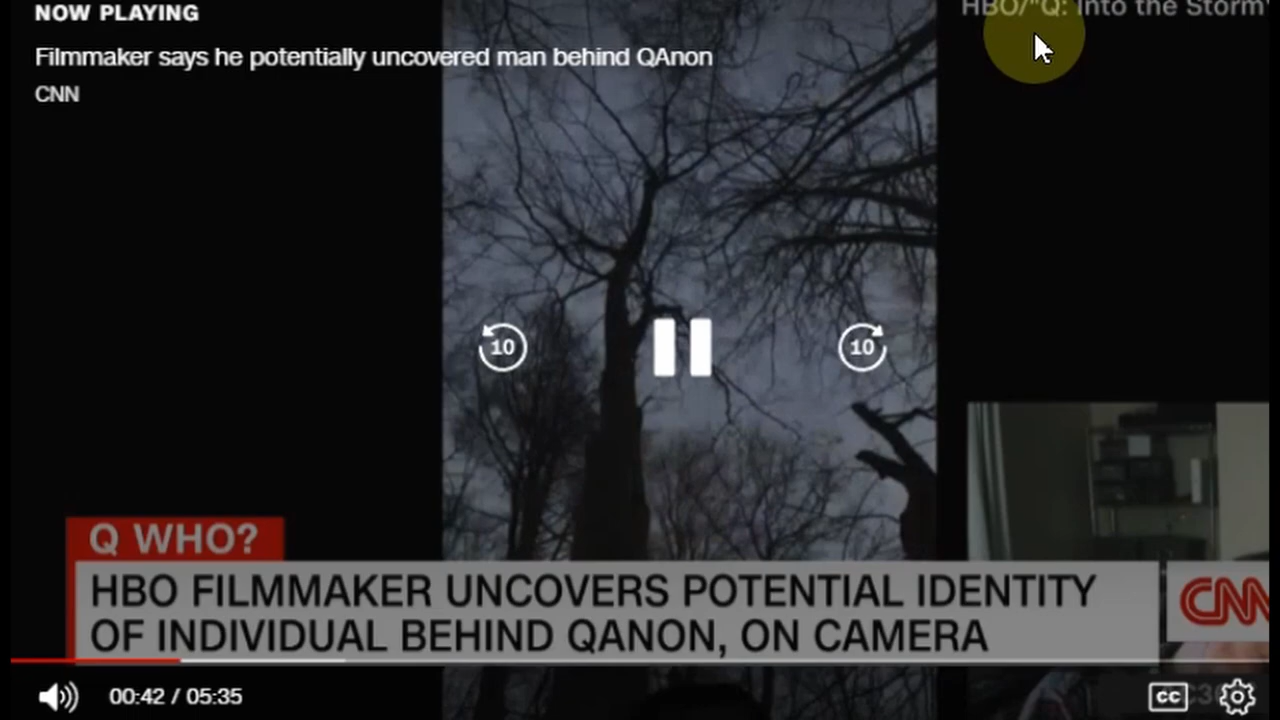 NOW PLAYING
HBO/"Q: Into the Storm"
Filmmaker says he potentially uncovered man behind QAnon
CNN
10
10
Q WHO?
HBO FILMMAKER UNCOVERS POTENTIAL IDENTITY
OF INDIVIDUAL BEHIND QANON, ON CAMERA
CNN
00:42 / 05:35
CC